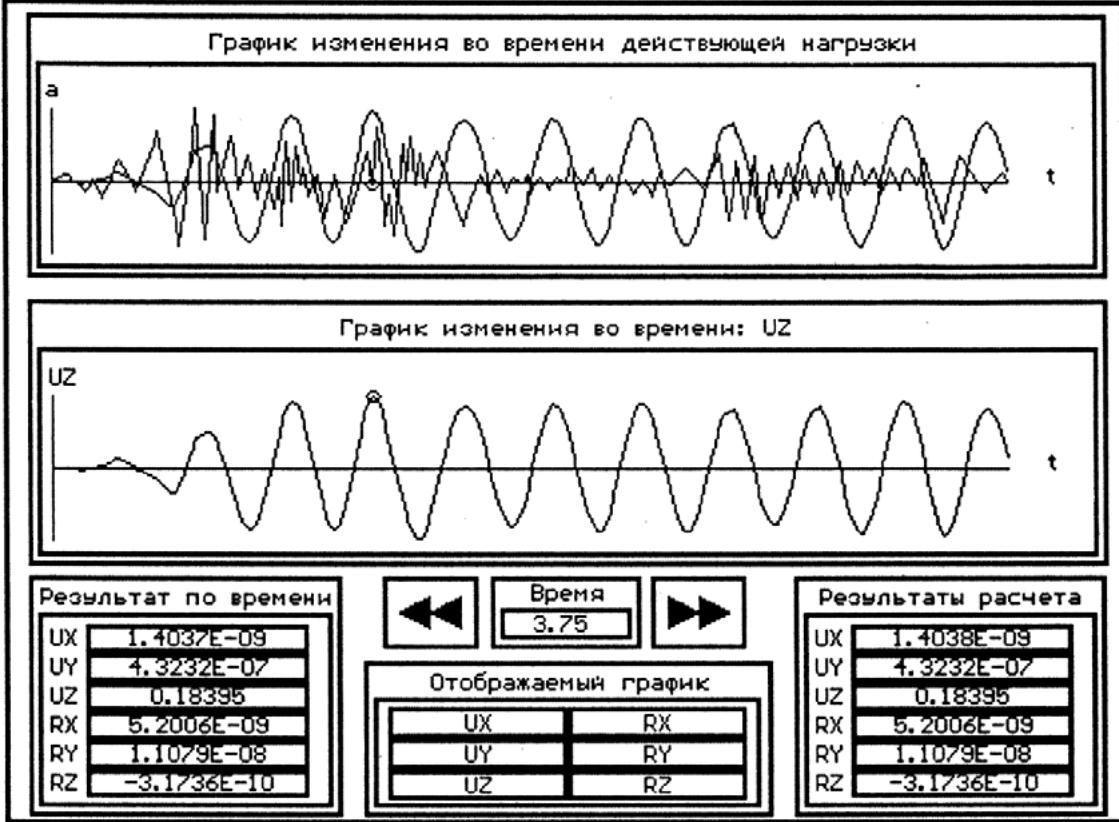 График изменения во времени действующей нагрузки
a
t
График изменения во времени: UZ
UZ
t
Результат по времени
UX 1.4037E-09
UY 4.3232E-07
UZ 0.18395
RX 5.2006E-09
RY 1.1079E-08
RZ -3.1736E-10
Время
3.75
Отображаемый график
UX RX
UY RY
UZ RZ
Результаты расчета
UX 1.4038E-09
UY 4.3232E-07
UZ 0.18395
RX 5.2006E-09
RY 1.1079E-08
RZ -3.1736E-10